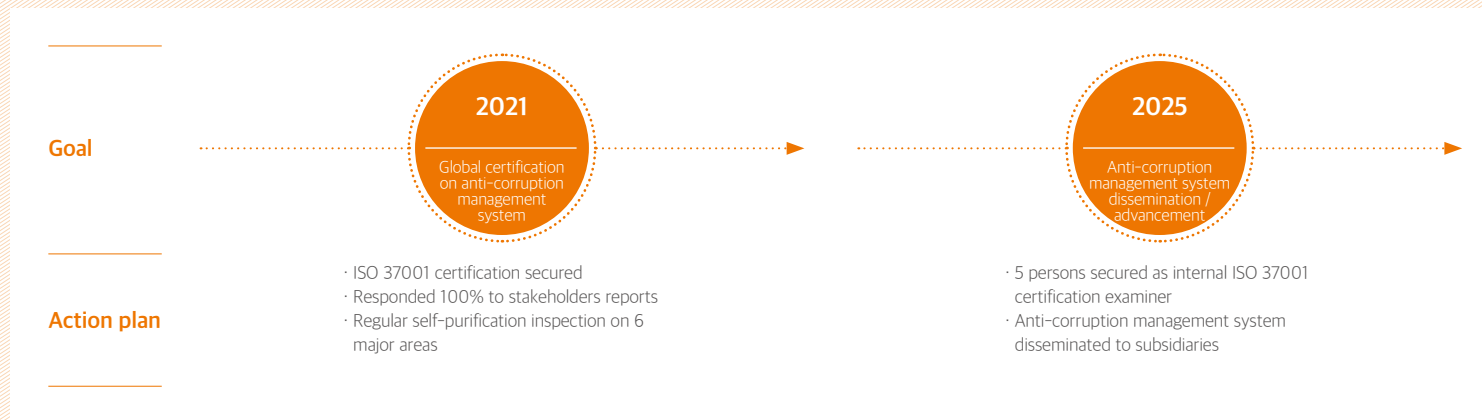 Goal
2021
Global certification
on anti-corruption
management
system
2025
Anti-corruption
management system
dissemination /
advancement
Action plan
· ISO 37001 certification secured
· Responded 100% to stakeholders reports
· Regular self-purification inspection on 6
major areas
· 5 persons secured as internal ISO 37001
certification examiner
· Anti-corruption management system
disseminated to subsidiaries